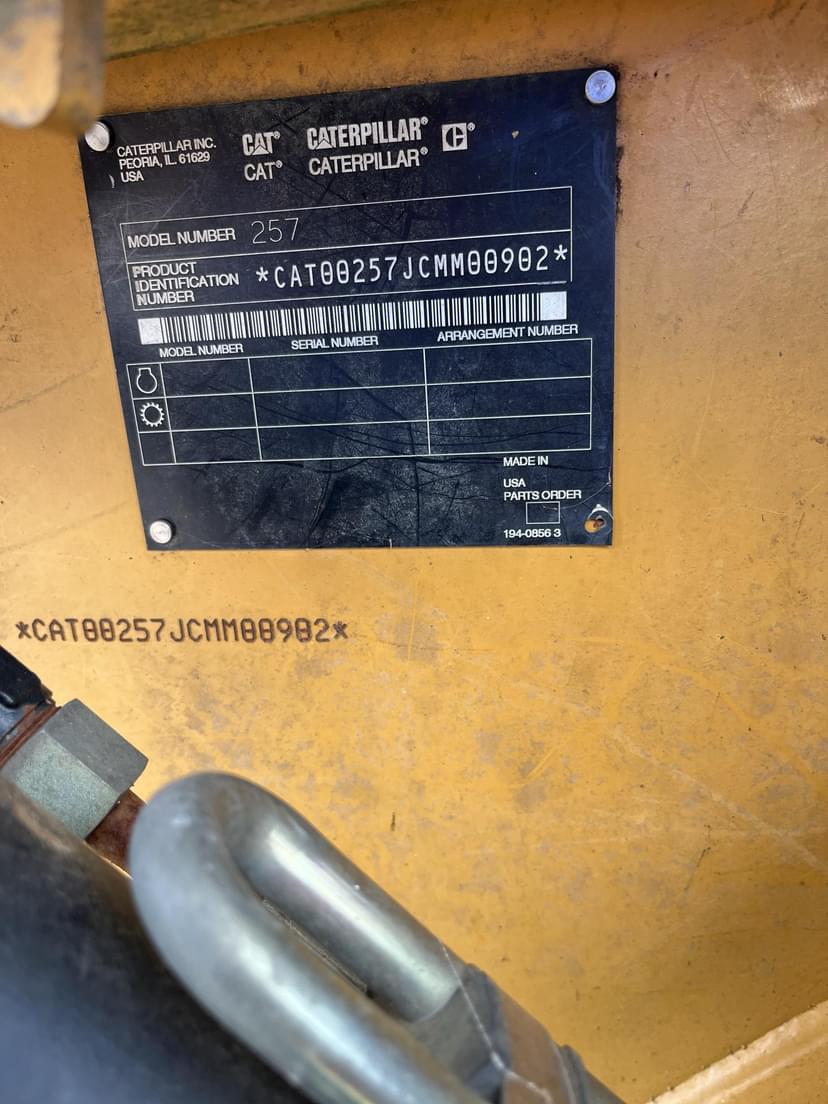 CATERPILLAR INC.
PEORIA, IL. 61629
USA
CAT® CATERPILLAR® C®
CAT® CATERPILLAR®
MODEL NUMBER 257
PRODUCT
IDENTIFICATION
NUMBER
*CAT00257JCMM00902*
MODEL NUMBER SERIAL NUMBER ARRANGEMENT NUMBER
MADE IN
USA
PARTS ORDER
194-0856 3
*CAT00257JCMM00902*